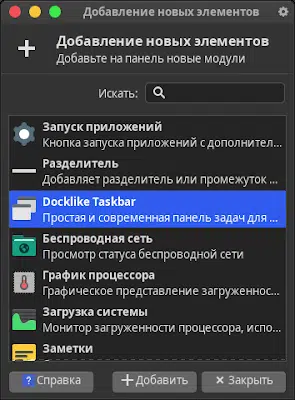 Добавление новых элементов
Добавление новых элементов
Добавьте на панель новые модули
Искать:
Запуск приложений
Кнопка запуска приложений с дополнител...
Разделитель
Добавляет разделитель или промежуток ...
Docklike Taskbar
Простая и современная панель задач для ...
Беспроводная сеть
Просмотр статуса беспроводной сети
График процессора
Графическое представление загруженнос...
Загрузка системы
Монитор загруженности процессора, испо...
Заметки
Справка
Добавить
Закрыть